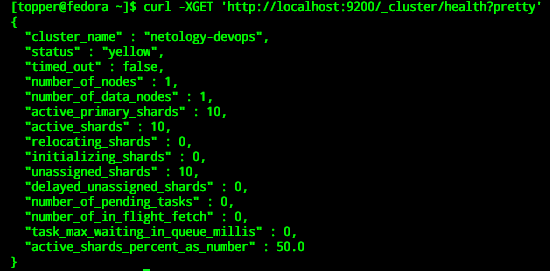 [topper@fedora ~]$ curl -XGET 'http://localhost:9200/_cluster/health?pretty'
{
  "cluster_name" : "netology-devops",
  "status" : "yellow",
  "timed_out" : false,
  "number_of_nodes" : 1,
  "number_of_data_nodes" : 1,
  "active_primary_shards" : 10,
  "active_shards" : 10,
  "relocating_shards" : 0,
  "initializing_shards" : 0,
  "unassigned_shards" : 10,
  "delayed_unassigned_shards" : 0,
  "number_of_pending_tasks" : 0,
  "number_of_in_flight_fetch" : 0,
  "task_max_waiting_in_queue_millis" : 0,
  "active_shards_percent_as_number" : 50.0
}